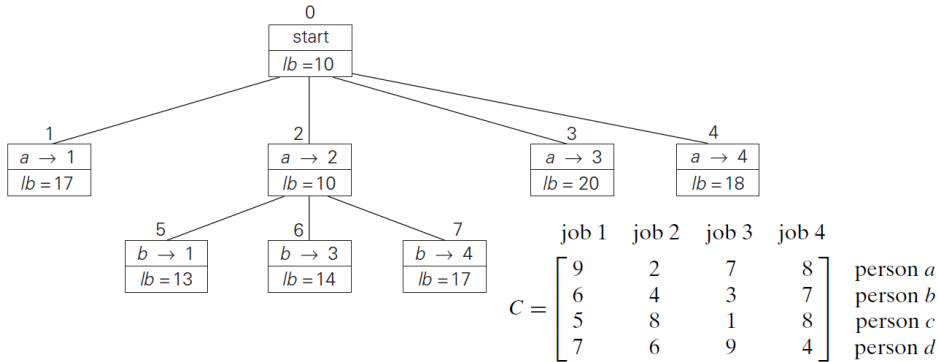 0
start
lb = 10
1 2 3 4
a → 1 a → 2 a → 3 a → 4
lb = 17 lb = 10 lb = 20 lb = 18
5 6 7
b → 1 b → 3 b → 4
lb = 13 lb = 14 lb = 17
job 1 job 2 job 3 job 4
9 2 7 8 person a
6 4 3 7 person b
C =
5 8 1 8 person c
7 6 9 4 person d